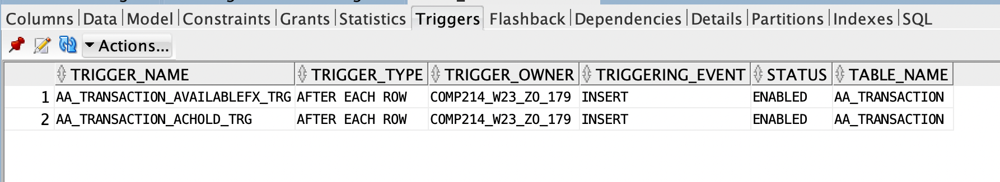 Columns Data Model Constraints Grants Statistics Triggers Flashback Dependencies Details Partitions Indexes SQL
Actions...
TRIGGER_NAME TRIGGER_TYPE TRIGGER_OWNER TRIGGERING_EVENT STATUS TABLE_NAME
1 AA_TRANSACTION_AVAILABLEFX_TRG AFTER EACH ROW COMP214_W23_ZO_179 INSERT ENABLED AA_TRANSACTION
2 AA_TRANSACTION_ACHOLD_TRG AFTER EACH ROW COMP214_W23_ZO_179 INSERT ENABLED AA_TRANSACTION